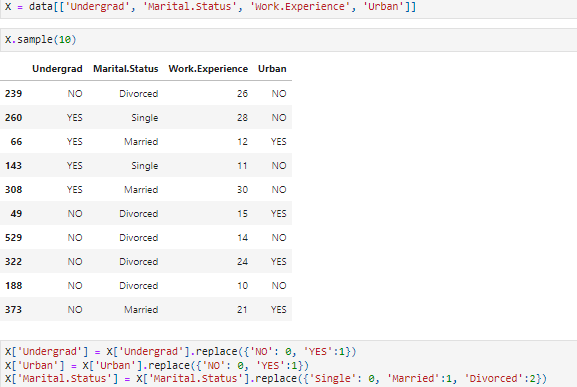 X = data[['Undergrad', 'Marital.Status', 'Work.Experience', 'Urban']]
X.sample(10)
Undergrad Marital.Status Work.Experience Urban
239 NO Divorced 26 NO
260 YES Single 28 NO
66 YES Married 12 YES
143 YES Single 11 NO
308 YES Married 30 NO
49 NO Divorced 15 YES
529 NO Divorced 14 NO
322 NO Divorced 24 YES
188 NO Divorced 10 NO
373 NO Married 21 YES
X['Undergrad'] = X['Undergrad'].replace({'NO': 0, 'YES':1})
X['Urban'] = X['Urban'].replace({'NO': 0, 'YES':1})
X['Marital.Status'] = X['Marital.Status'].replace({'Single': 0, 'Married':1, 'Divorced':2})